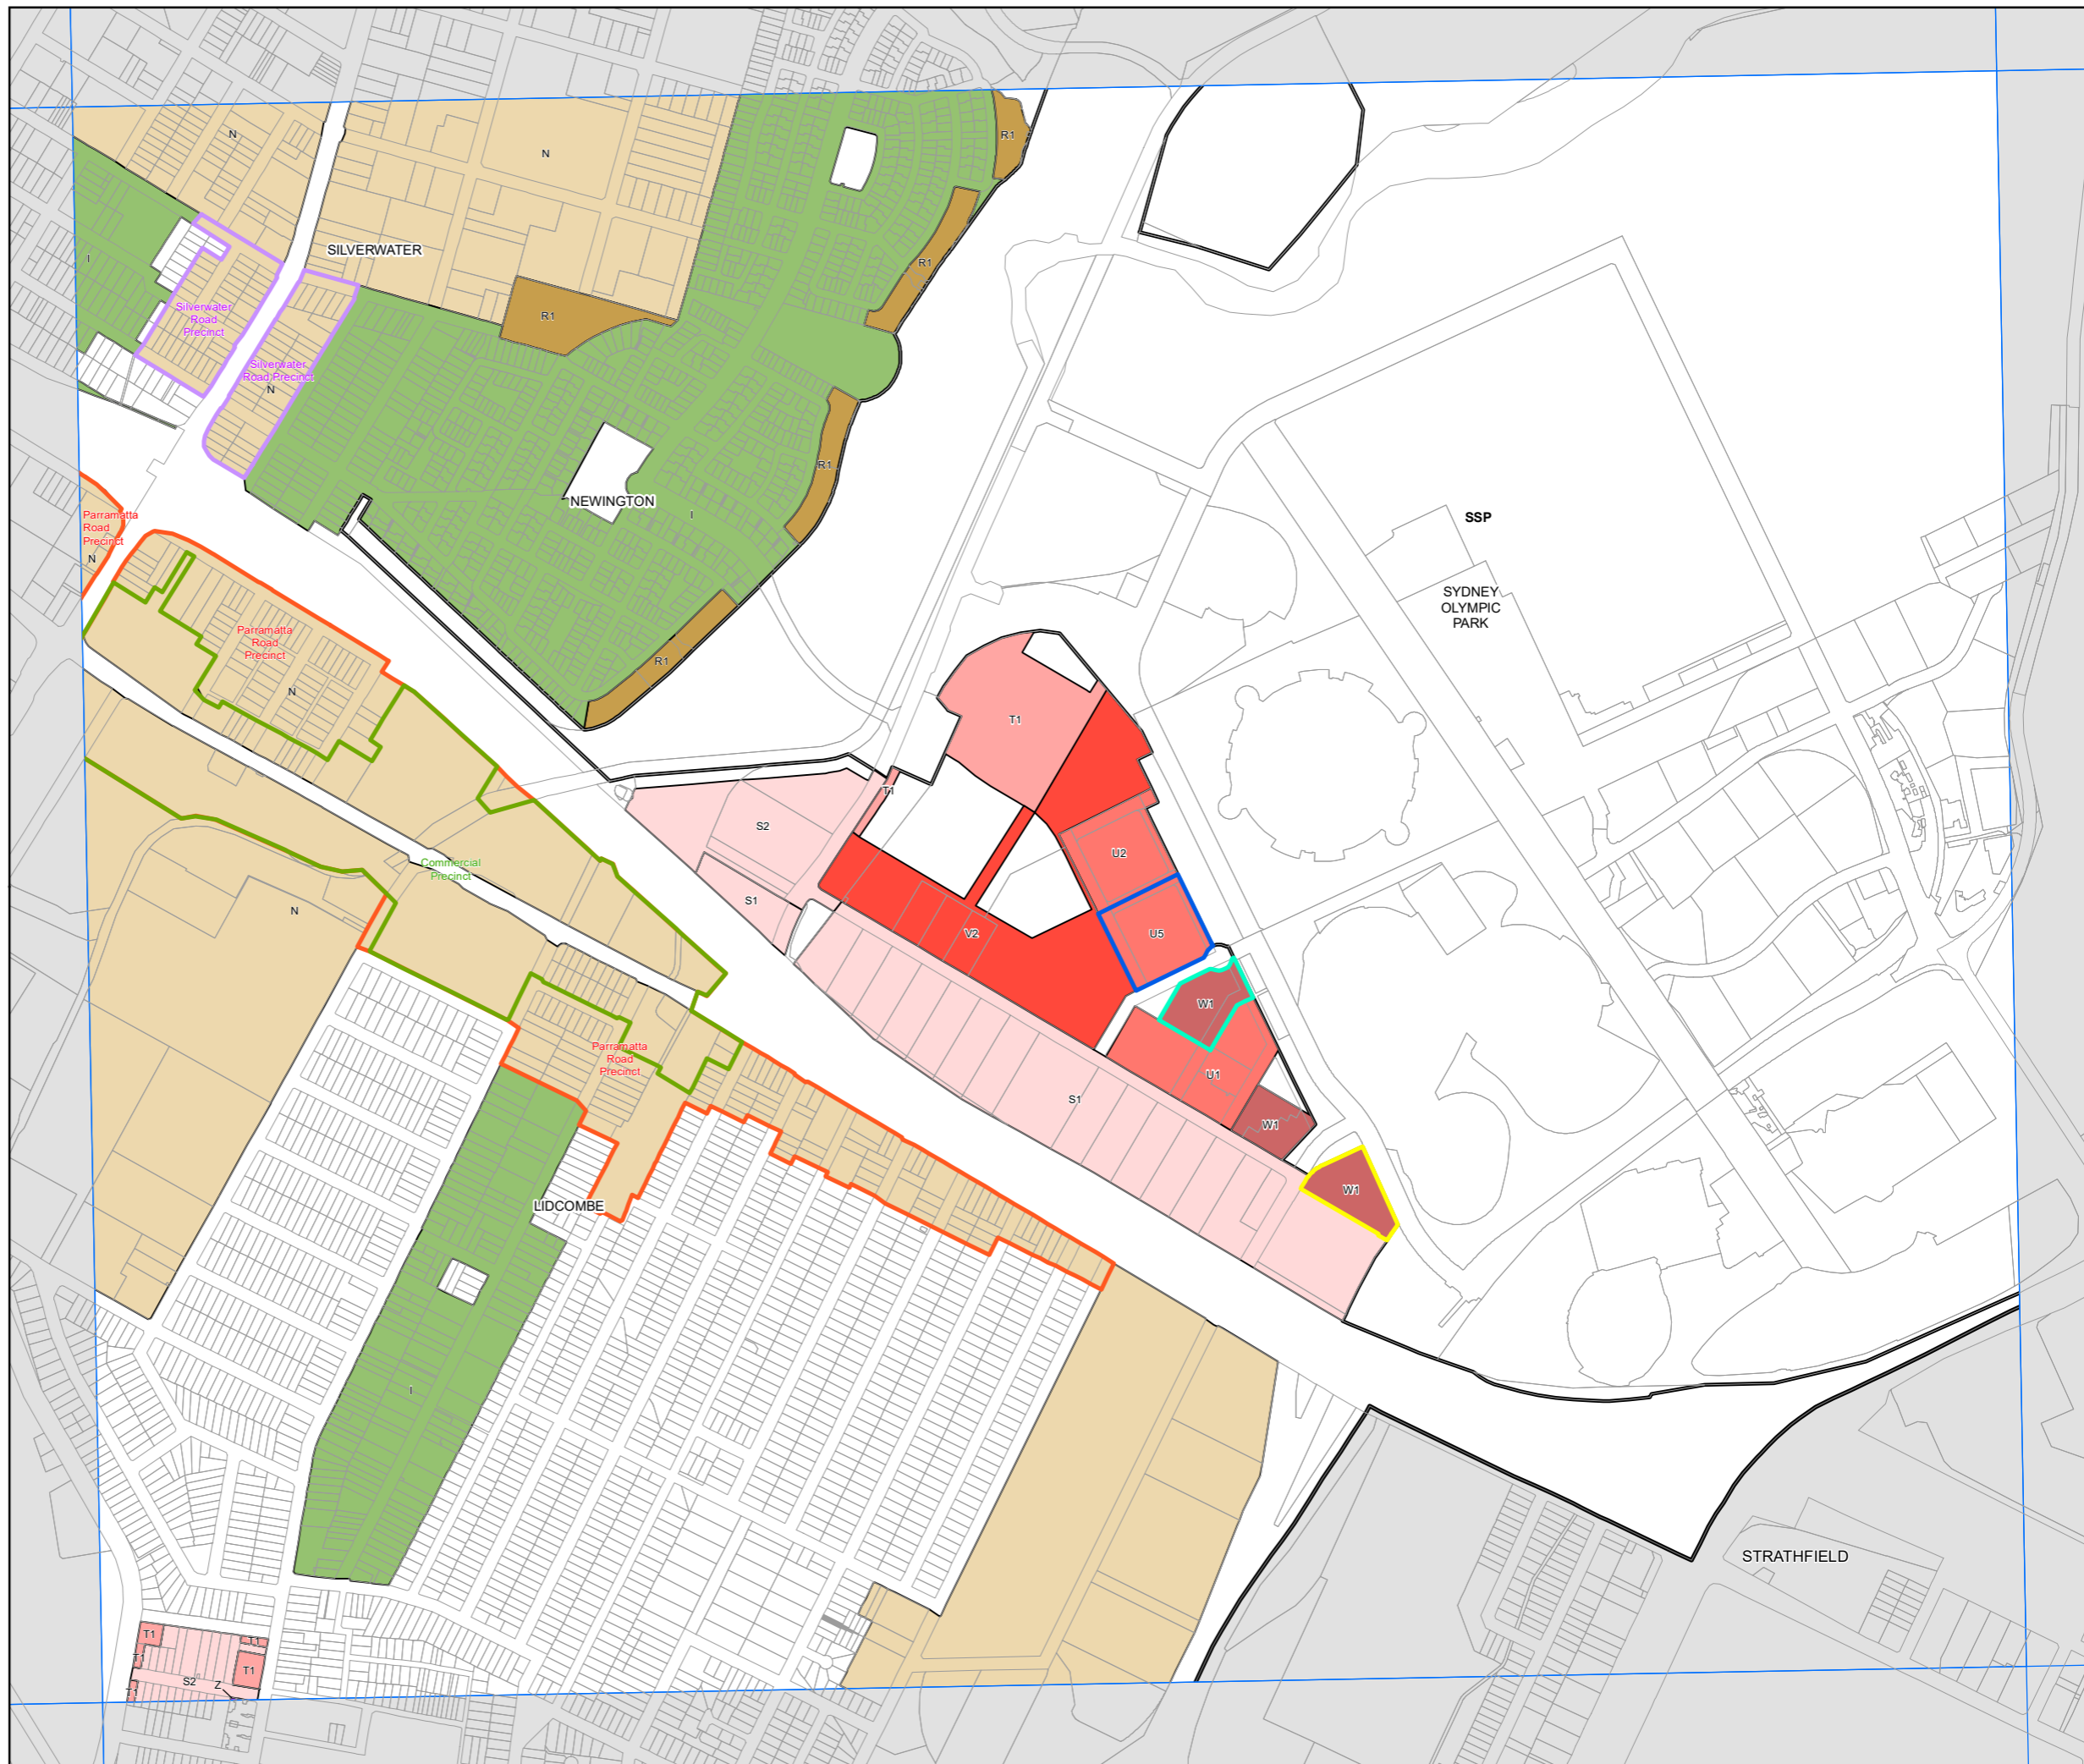 N
N
R1
SILVERWATER
I
R1
Silverwater
Road
Precinct
R1
Silverwater
Road Precinct
N
R1
NEWINGTON
I
Parramatta
Road
Precinct
N
SSP
SYDNEY
OLYMPIC
PARK
Parramatta
Road
Precinct
N
R1
T1
T1
S2
U2
Commercial
Precinct
S1
N
V2
U5
W1
Parramatta
Road
Precinct
U1
S1
W1
W1
LIDCOMBE
I
STRATHFIELD
T1
T1
T1
T1
S2
Z
T1